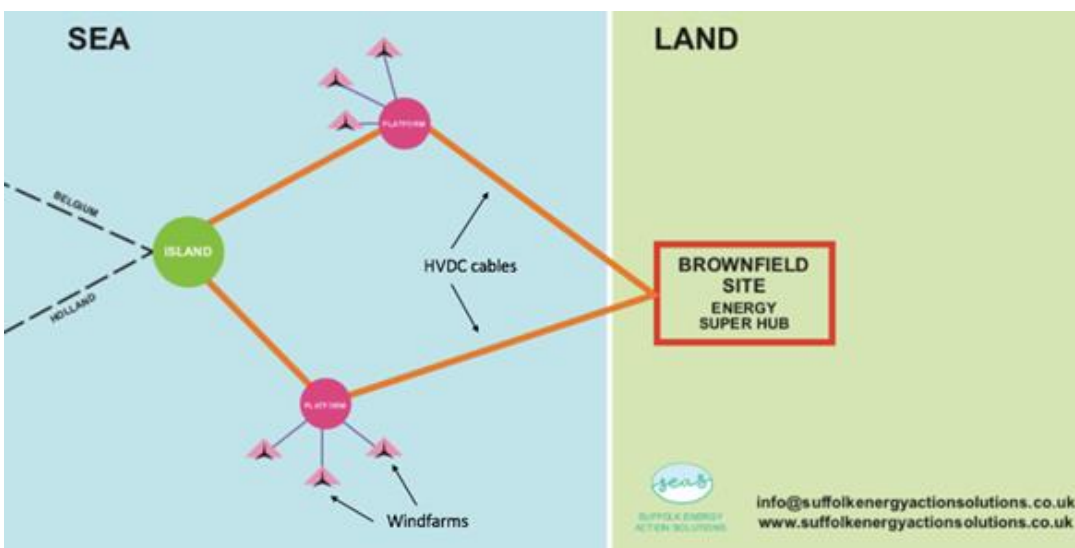 SEA
LAND
PLATFORM
BELGIUM
ISLAND
HOLLAND
HVDC cables
BROWNFIELD
SITE
ENERGY
SUPER HUB
PLATFORM
Windfarms
seas
SUFFOLK ENERGY
ACTION SOLUTIONS
info@suffolkenergyactionsolutions.co.uk
www.suffolkenergyactionsolutions.co.uk